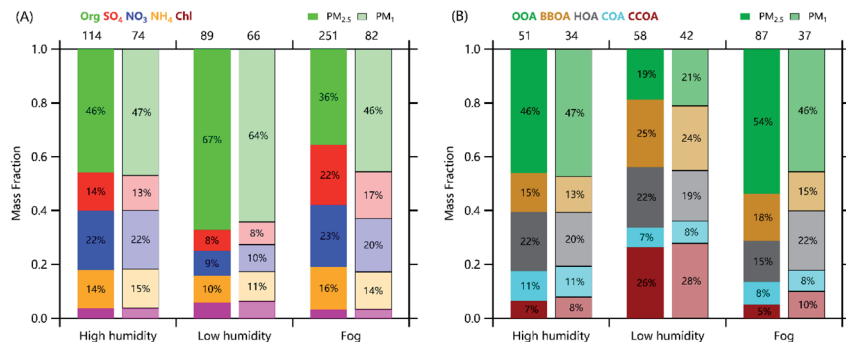 (A) Org SO4 NO3 NH4 Chl PM2.5 PM1
114 74 89 66 251 82
Mass Fraction
1.0
0.8
0.6
0.4
0.2
0.0
46% 47% 67% 64% 36% 46%
14% 13% 8% 8% 22% 17%
22% 22% 9% 10% 23% 20%
14% 15% 10% 11% 16% 14%
High humidity Low humidity Fog
(B) OOA BBOA HOA COA CCOA PM2.5 PM1
51 34 58 42 87 37
Mass Fraction
1.0
0.8
0.6
0.4
0.2
0.0
46% 47% 19% 21% 54% 46%
15% 13% 25% 24% 18% 15%
22% 20% 22% 19% 15% 22%
11% 11% 7% 8% 8% 8%
7% 8% 26% 28% 5% 10%
High humidity Low humidity Fog